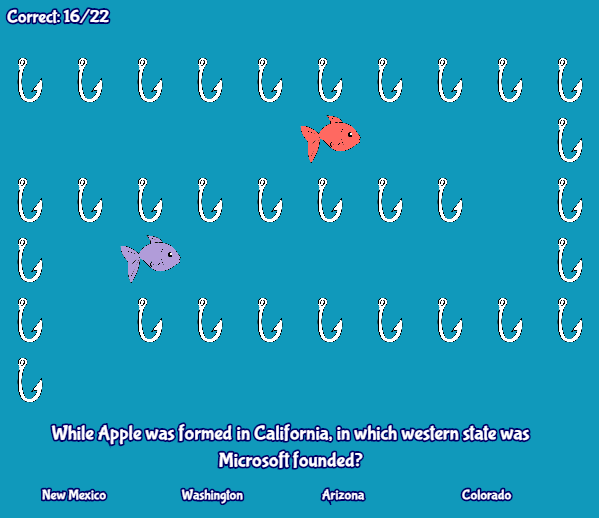 Correct: 16/22
While Apple was formed in California, in which western state was
Microsoft founded?
New Mexico Washington Arizona Colorado